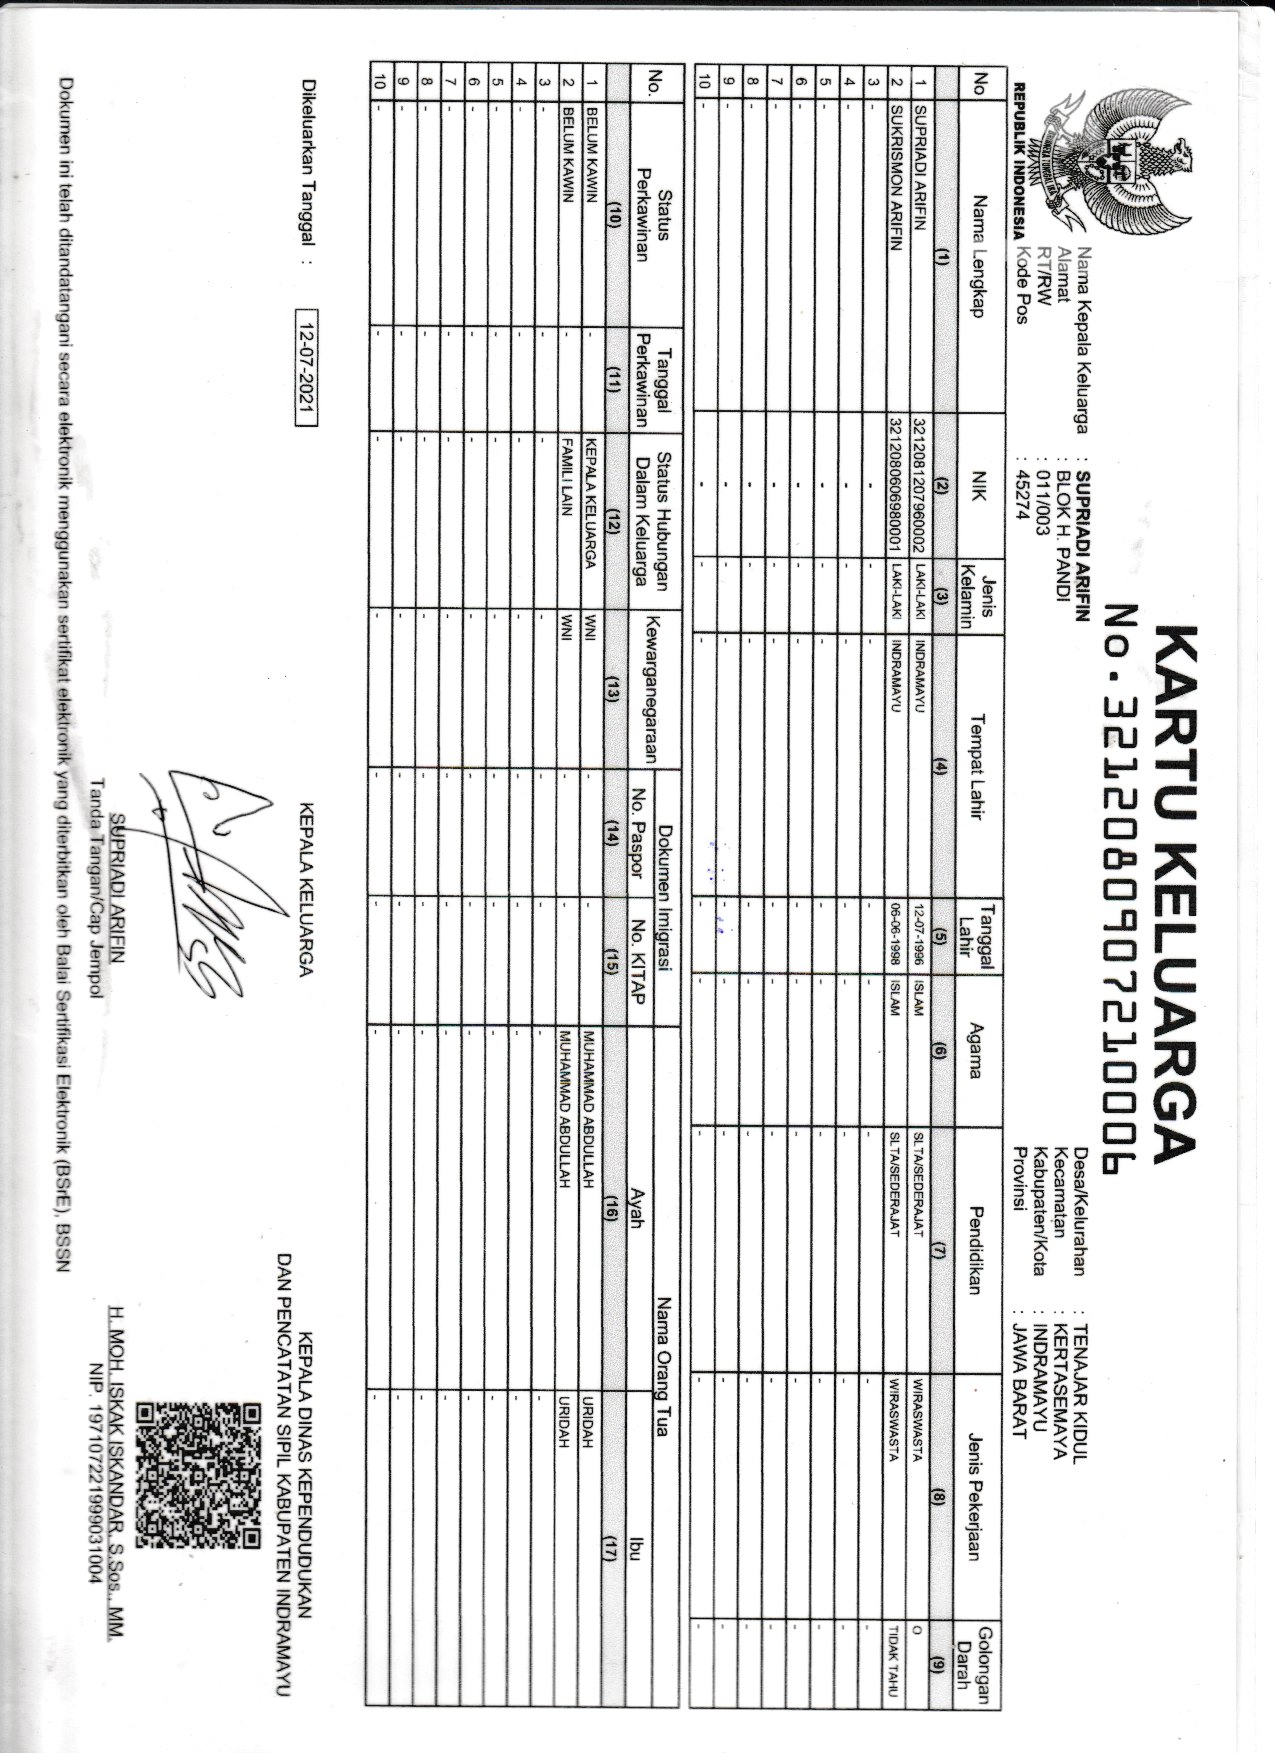 KARTU KELUARGA
No. 3212080907210006
REPUBLIK INDONESIA
Nama Kepala Keluarga : SUPRIADI ARIFIN
Alamat : BLOK H. PANDI
RT/RW : 011/003
Kode Pos : 45274
Desa/Kelurahan : TENAJAR KIDUL
Kecamatan : KERTASEMAYA
Kabupaten/Kota : INDRAMAYU
Provinsi : JAWA BARAT
No Nama Lengkap NIK Jenis Kelamin Tempat Lahir Tanggal Lahir Agama Pendidikan Jenis Pekerjaan Golongan Darah
(1) (2) (3) (4) (5) (6) (7) (8) (9)
1 SUPRIADI ARIFIN 3212081207960002 LAKI-LAKI INDRAMAYU 12-07-1996 ISLAM SLTA/SEDERAJAT WIRASWASTA O
2 SUKRISMON ARIFIN 3212080606980001 LAKI-LAKI INDRAMAYU 06-06-1998 ISLAM SLTA/SEDERAJAT WIRASWASTA TIDAK TAHU
3 - - - - - - - - -
4 - - - - - - - - -
5 - - - - - - - - -
6 - - - - - - - - -
7 - - - - - - - - -
8 - - - - - - - - -
9 - - - - - - - - -
10 - - - - - - - - -
No. Status Perkawinan Tanggal Perkawinan Status Hubungan Dalam Keluarga Kewarganegaraan Dokumen Imigrasi Nama Orang Tua
No. Paspor No. KITAP Ayah Ibu
(10) (11) (12) (13) (14) (15) (16) (17)
1 BELUM KAWIN - KEPALA KELUARGA WNI - - MUHAMMAD ABDULLAH URIDAH
2 BELUM KAWIN - FAMILI LAIN WNI - - MUHAMMAD ABDULLAH URIDAH
3 - - - - - - - -
4 - - - - - - - -
5 - - - - - - - -
6 - - - - - - - -
7 - - - - - - - -
8 - - - - - - - -
9 - - - - - - - -
10 - - - - - - - -
Dikeluarkan Tanggal : 12-07-2021
KEPALA KELUARGA
SUPRIADI ARIFIN
Tanda Tangan/Cap Jempol
KEPALA DINAS KEPENDUDUKAN
DAN PENCATATAN SIPIL KABUPATEN INDRAMAYU
H. MOH. ISKAK ISKANDAR, S.Sos., MM.
NIP. 197107221999031004
Dokumen ini telah ditandatangani secara elektronik menggunakan sertifikat elektronik yang diterbitkan oleh Balai Sertifikasi Elektronik (BSrE), BSSN